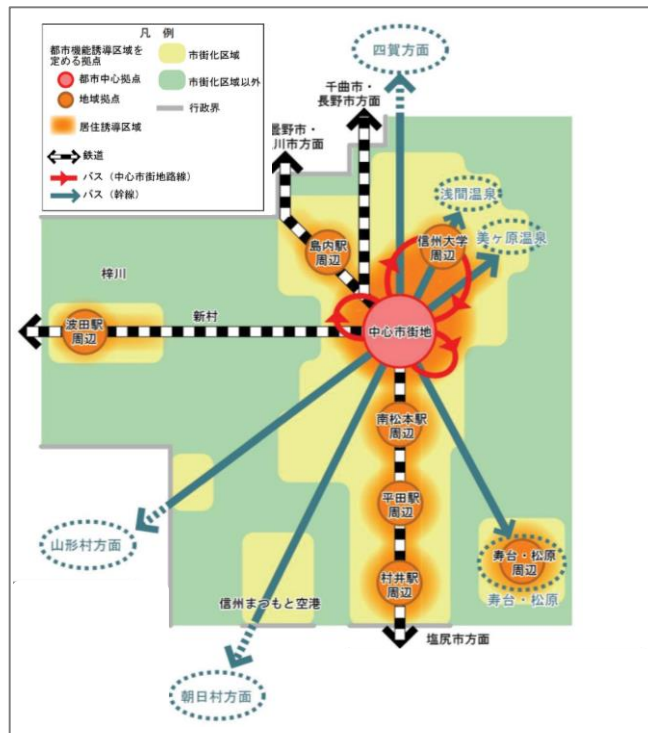 凡 例
都市機能誘導区域を
定める拠点
都市中心拠点
地域拠点
居住誘導区域
鉄道
バス（中心市街地路線）
バス（幹線）
市街化区域
市街化区域以外
行政界
四賀方面
千曲市・
長野市方面
曇野市・
川市方面
浅間温泉
信州大学
周辺
美ヶ原温泉
島内駅
周辺
梓川
新村
波田駅
周辺
中心市街地
南松本駅
周辺
平田駅
周辺
山形村方面
村井駅
周辺
寿台・松原
周辺
寿台・松原
信州まつもと空港
塩尻市方面
朝日村方面